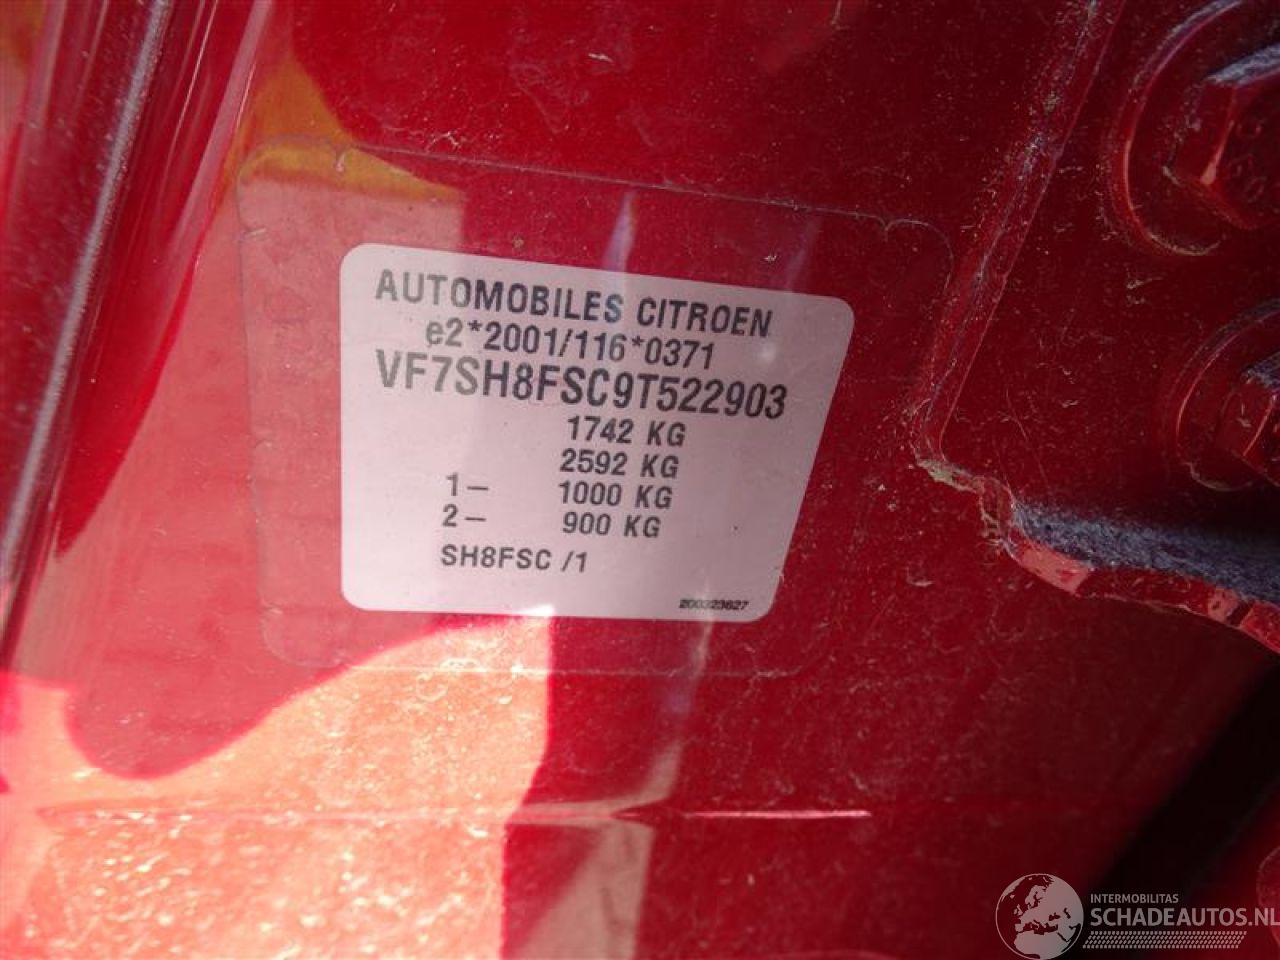 AUTOMOBILES CITROEN
e2*2001/116*0371
VF7SH8FSC9T522903
1742 KG
2592 KG
1– 1000 KG
2– 900 KG
SH8FSC /1
200323627
INTERMOBILITAS
SCHADEAUTOS.NL